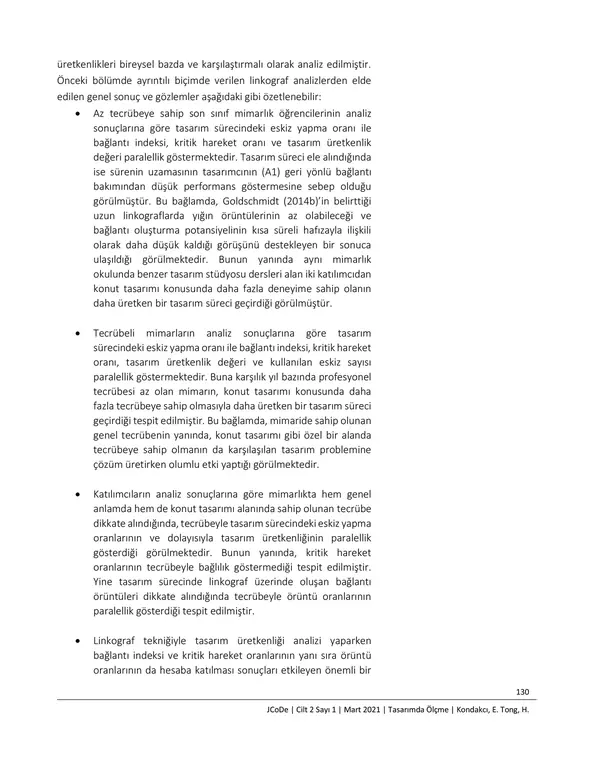 üretkenlikleri bireysel bazda ve karşılaştırmalı olarak analiz edilmiştir.
Önceki bölümde ayrıntılı biçimde verilen linkograf analizlerden elde
edilen genel sonuç ve gözlemler aşağıdaki gibi özetlenebilir:
• Az tecrübeye sahip son sınıf mimarlık öğrencilerinin analiz
sonuçlarına göre tasarım sürecindeki eskiz yapma oranı ile
bağlantı indeksi, kritik hareket oranı ve tasarım üretkenlik
değeri paralellik göstermektedir. Tasarım süreci ele alındığında
ise sürenin uzamasının tasarımcının (A1) geri yönlü bağlantı
bakımından düşük performans göstermesine sebep olduğu
görülmüştür. Bu bağlamda, Goldschmidt (2014b)'in belirttiği
uzun linkograflarda yığın örüntülerinin az olabileceği ve
bağlantı oluşturma potansiyelinin kısa süreli hafızayla ilişkili
olarak daha düşük kaldığı görüşünü destekleyen bir sonuca
ulaşıldığı görülmektedir. Bunun yanında aynı mimarlık
okulunda benzer tasarım stüdyosu dersleri alan iki katılımcıdan
konut tasarımı konusunda daha fazla deneyime sahip olanın
daha üretken bir tasarım süreci geçirdiği görülmüştür.
• Tecrübeli mimarların analiz sonuçlarına göre tasarım
sürecindeki eskiz yapma oranı ile bağlantı indeksi, kritik hareket
oranı, tasarım üretkenlik değeri ve kullanılan eskiz sayısı
paralellik göstermektedir. Buna karşılık yıl bazında profesyonel
tecrübesi az olan mimarın, konut tasarımı konusunda daha
fazla tecrübeye sahip olmasıyla daha üretken bir tasarım süreci
geçirdiği tespit edilmiştir. Bu bağlamda, mimaride sahip olunan
genel tecrübenin yanında, konut tasarımı gibi özel bir alanda
tecrübeye sahip olmanın da karşılaşılan tasarım problemine
çözüm üretirken olumlu etki yaptığı görülmektedir.
• Katılımcıların analiz sonuçlarına göre mimarlıkta hem genel
anlamda hem de konut tasarımı alanında sahip olunan tecrübe
dikkate alındığında, tecrübeyle tasarım sürecindeki eskiz yapma
oranlarının ve dolayısıyla tasarım üretkenliğinin paralellik
gösterdiği görülmektedir. Bunun yanında, kritik hareket
oranlarının tecrübeyle bağlılık göstermediği tespit edilmiştir.
Yine tasarım sürecinde linkograf üzerinde oluşan bağlantı
örüntüleri dikkate alındığında tecrübeyle örüntü oranlarının
paralellik gösterdiği tespit edilmiştir.
• Linkograf tekniğiyle tasarım üretkenliği analizi yaparken
bağlantı indeksi ve kritik hareket oranlarının yanı sıra örüntü
oranlarının da hesaba katılması sonuçları etkileyen önemli bir
130
JCoDe | Cilt 2 Sayı 1 | Mart 2021 | Tasarımda Ölçme | Kondakcı, E. Tong, H.